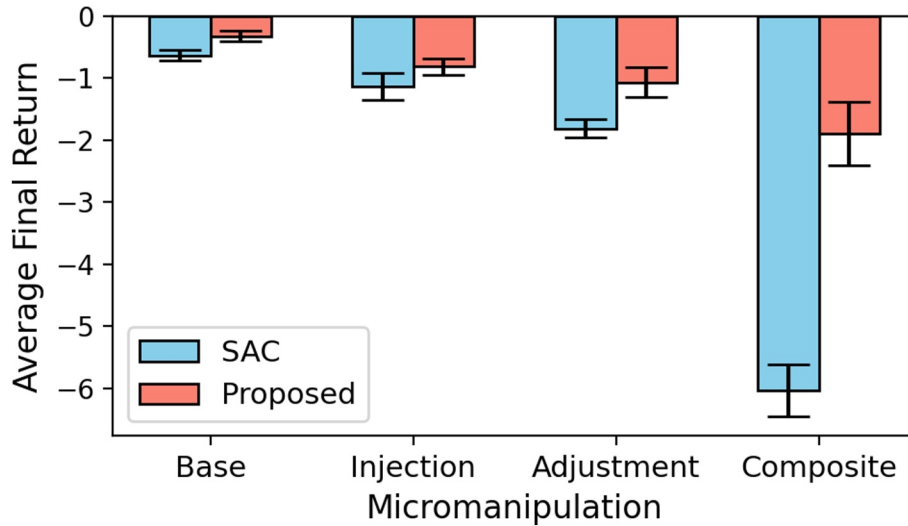 Average Final Return
0
−1
−2
−3
−4
−5
−6
SAC
Proposed
Base Injection Adjustment Composite
Micromanipulation